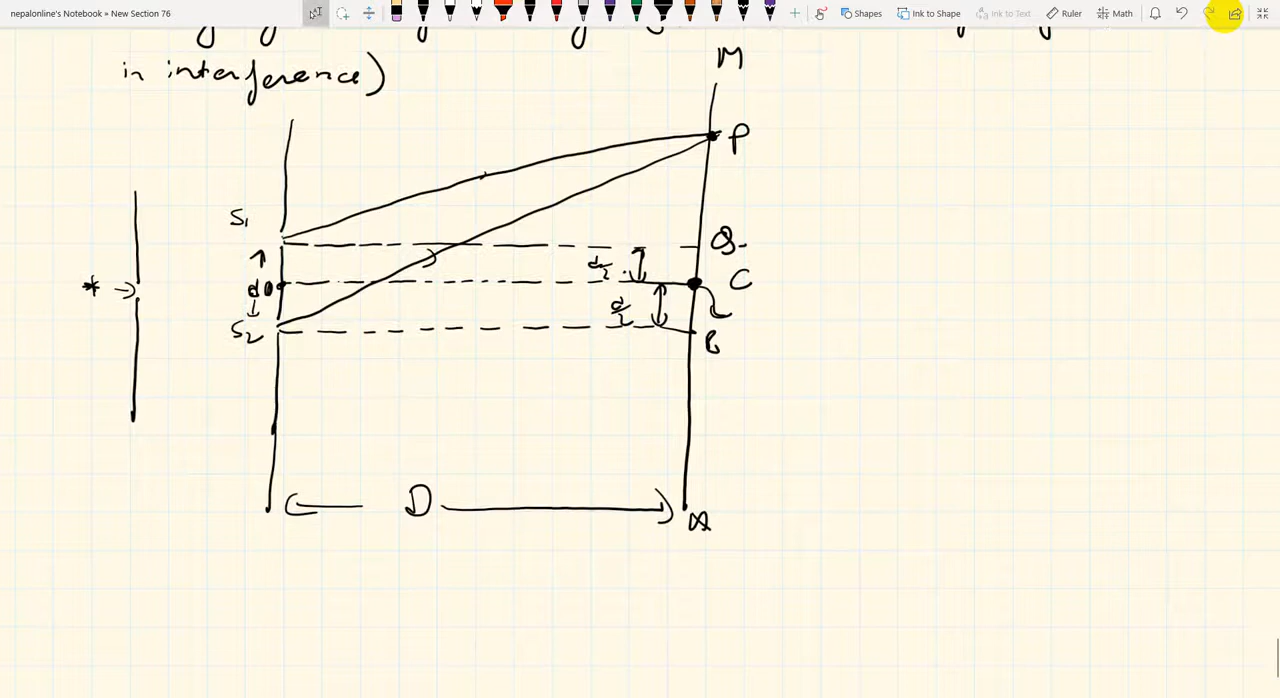 nepalonline's Notebook » New Section 76
Shapes
Ink to Shape
Ink to Text
Ruler
Math
in interference)
M
P
S1
Q
d/2
C
d
d/2
S2
D